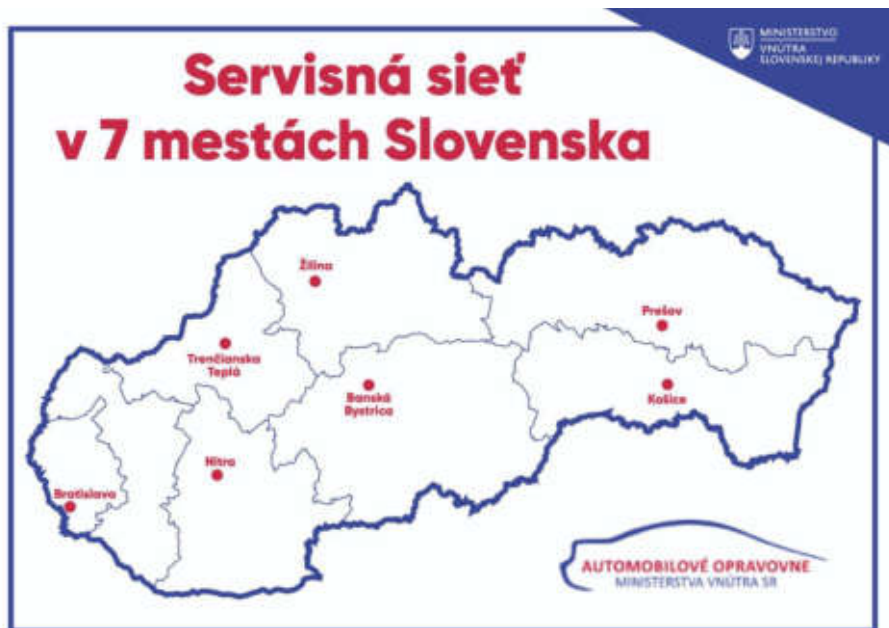 MINISTERSTVO
VNÚTRA
SLOVENSKEJ REPUBLIKY
Servisná sieť
v 7 mestách Slovenska
Žilina
Prešov
Trenčianska
Teplá
Banská
Bystrica
Košice
Nitra
Bratislava
AUTOMOBILOVÉ OPRAVOVNE
MINISTERSTVA VNÚTRA SR